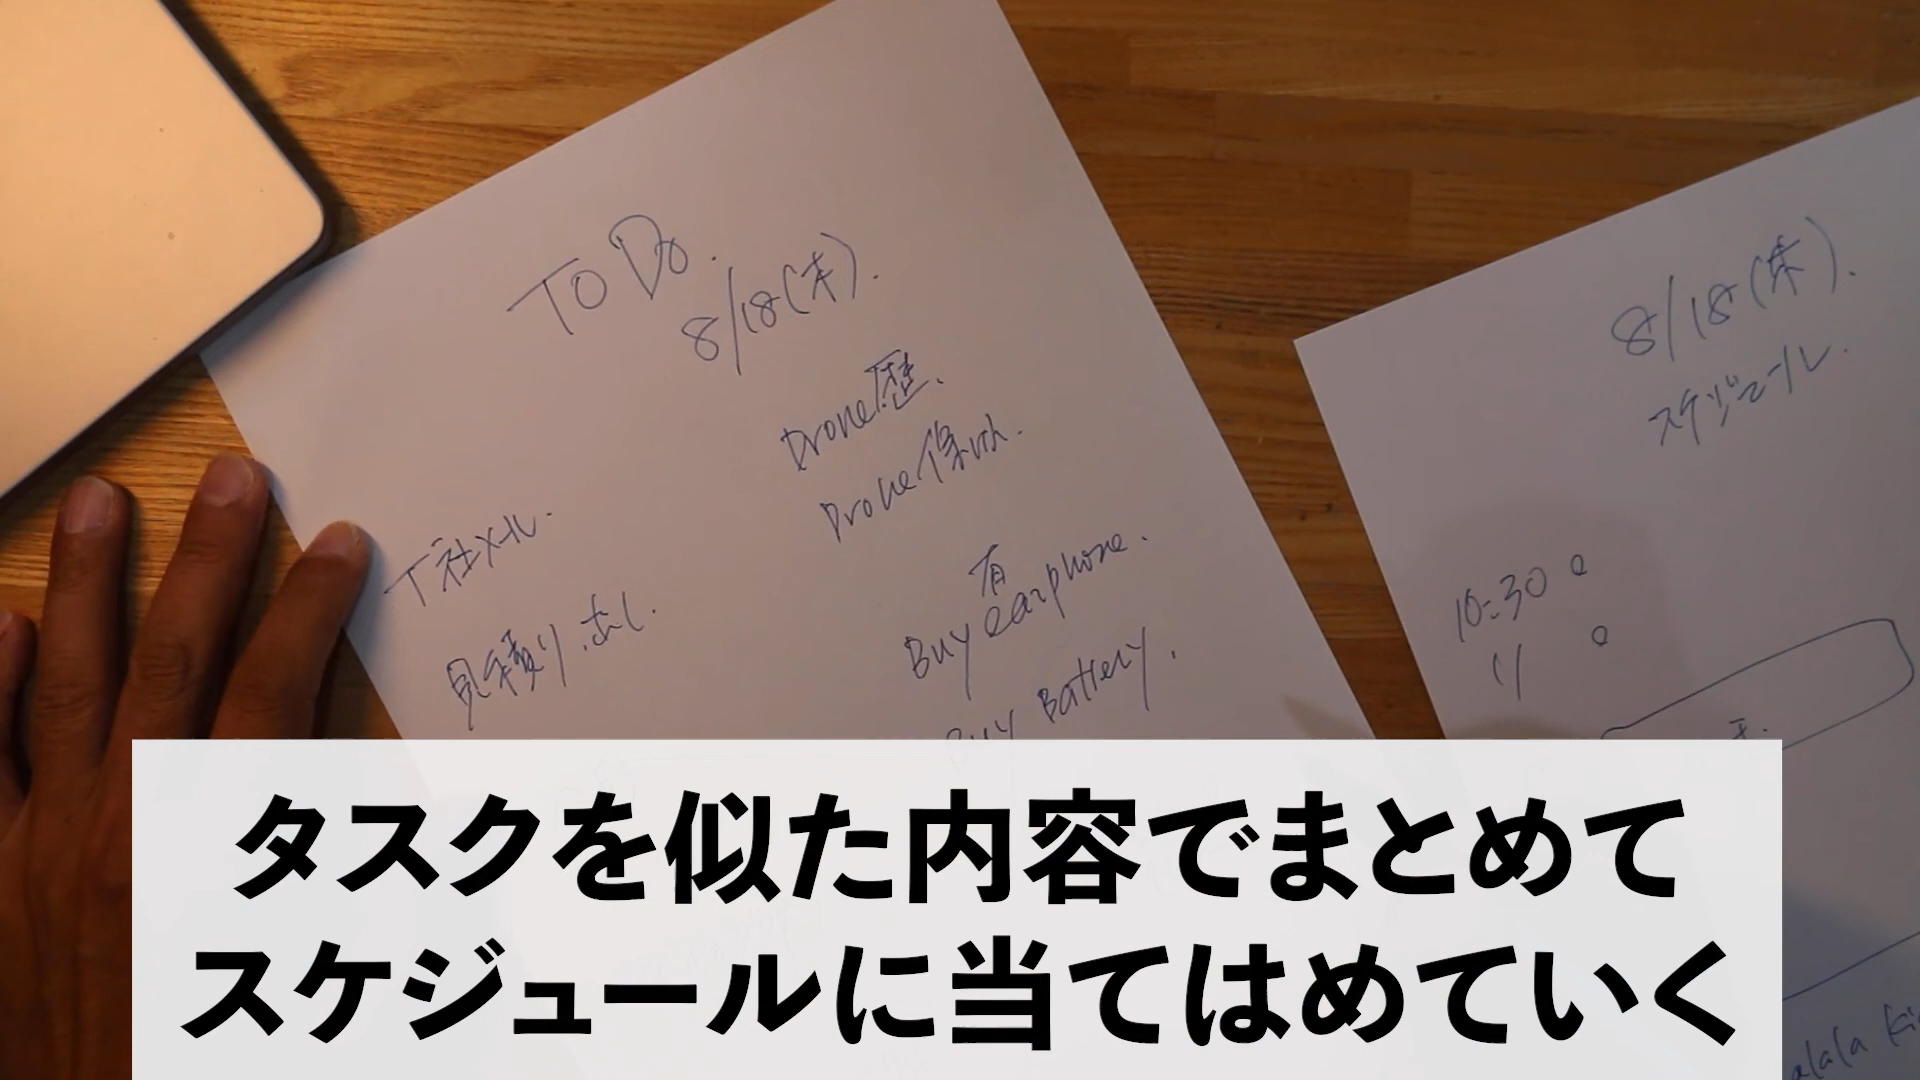 TO DO.
8/18(木).
Drone歴.
Drone保
T社メール.
見積り
有
Buy earphone.
Buy Battery.
8/18(木).
スケジュール.
10:30
11
タスクを似た内容でまとめて
スケジュールに当てはめていく